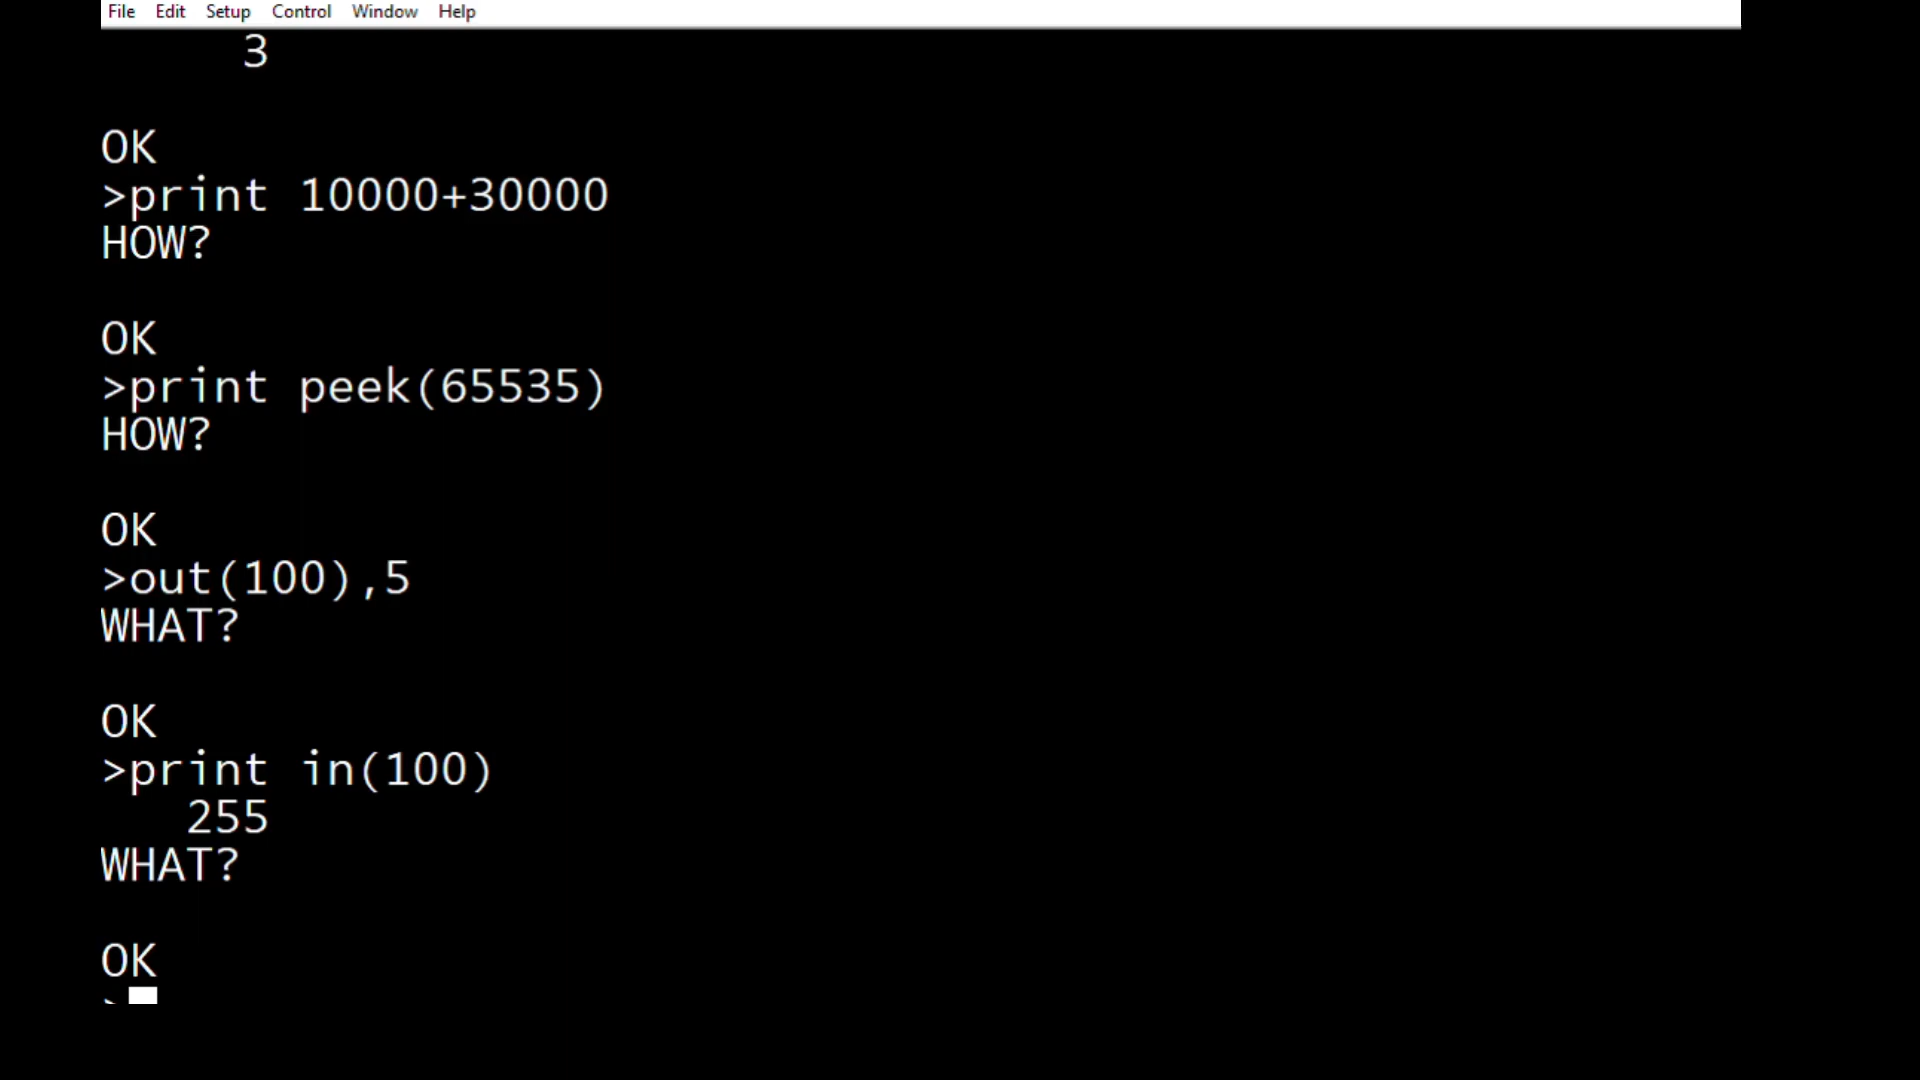 File Edit Setup Control Window Help
3
OK
>print 10000+30000
HOW?
OK
>print peek(65535)
HOW?
OK
>out(100),5
WHAT?
OK
>print in(100)
255
WHAT?
OK
>